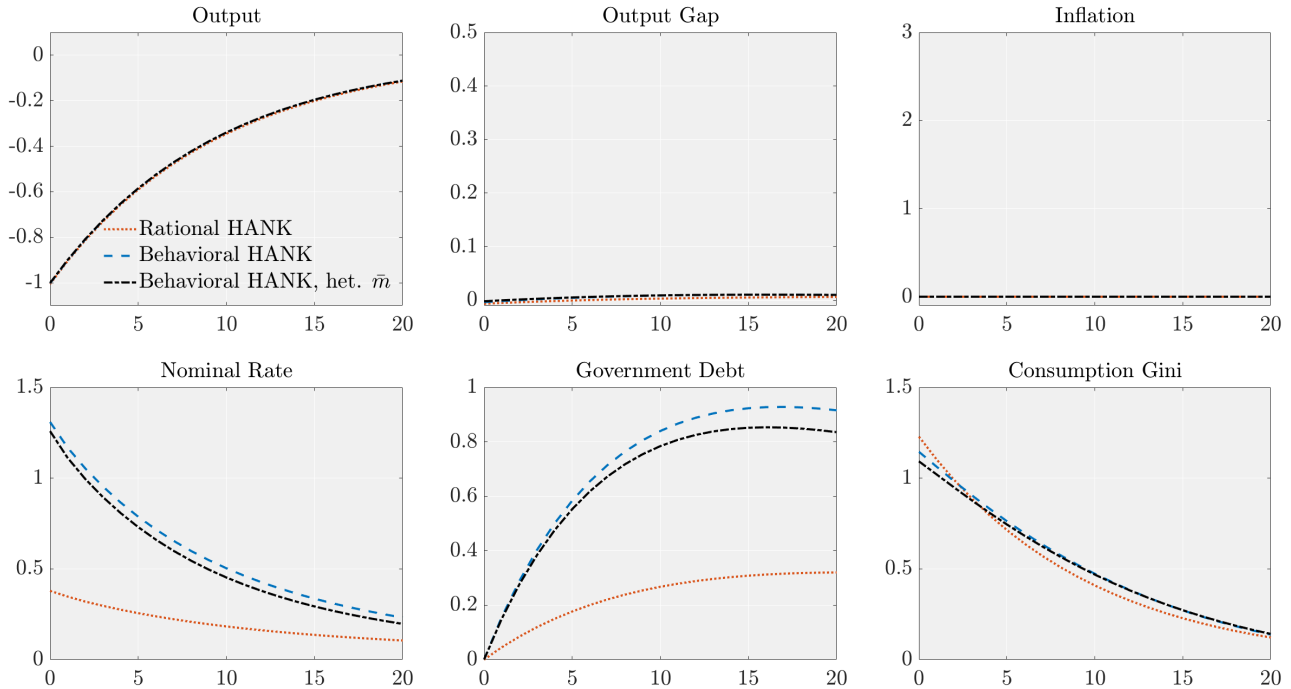 Output
0
-0.2
-0.4
-0.6
-0.8
-1
0 5 10 15 20
Rational HANK
Behavioral HANK
Behavioral HANK, het. m̄
Output Gap
0.5
0.4
0.3
0.2
0.1
0
0 5 10 15 20
Inflation
3
2
1
0
0 5 10 15 20
Nominal Rate
1.5
1
0.5
0
0 5 10 15 20
Government Debt
1
0.8
0.6
0.4
0.2
0
0 5 10 15 20
Consumption Gini
1.5
1
0.5
0
0 5 10 15 20